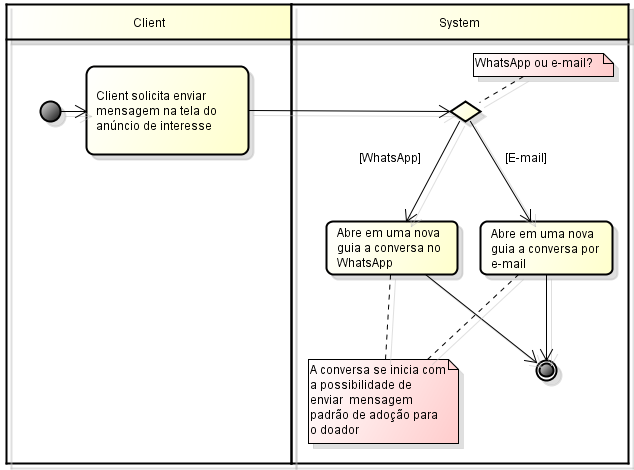 Client
System
WhatsApp ou e-mail?
Client solicita enviar
mensagem na tela do
anúncio de interesse
[WhatsApp]
[E-mail]
Abre em uma nova
guia a conversa no
WhatsApp
Abre em uma nova
guia a conversa por
e-mail
A conversa se inicia com
a possibilidade de
enviar mensagem
padrão de adoção para
o doador